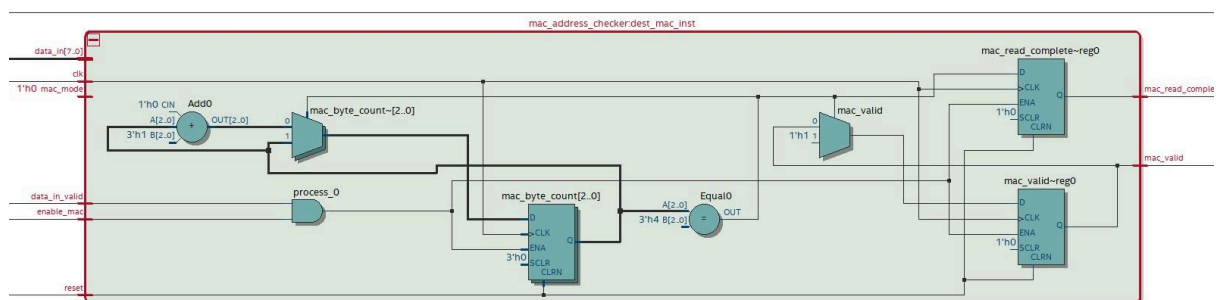 mac_address_checker:dest_mac_inst
data_in[7..0]
clk
1'h0 mac_mode
data_in_valid
enable_mac
reset
1'h0 CIN
Add0
A[2..0]
+
OUT[2..0]
3'h1 B[2..0]
mac_byte_count~[2..0]
0
1
process_0
mac_byte_count[2..0]
D
CLK
ENA
3'h0
SCLR
CLRN
Q
Equal0
A[2..0]
=
OUT
3'h4 B[2..0]
mac_valid
0
1'h1
1
mac_read_complete~reg0
D
CLK
ENA
1'h0
SCLR
CLRN
Q
mac_valid~reg0
D
CLK
ENA
1'h0
SCLR
CLRN
Q
mac_read_comple
mac_valid